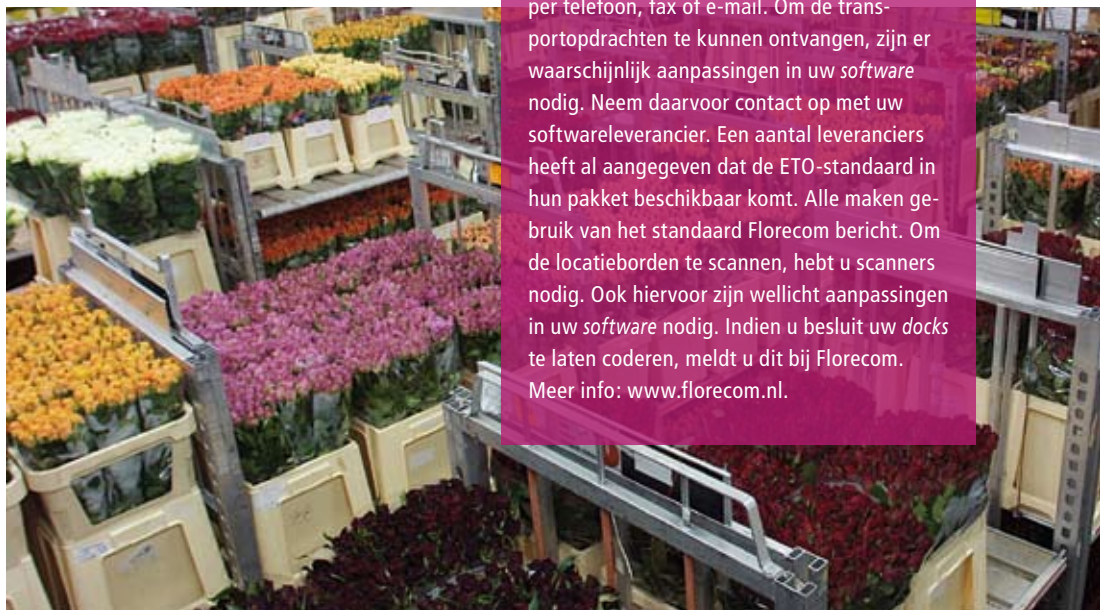 per telefoon, fax of e-mail. Om de trans-
portopdrachten te kunnen ontvangen, zijn er
waarschijnlijk aanpassingen in uw software
nodig. Neem daarvoor contact op met uw
softwareleverancier. Een aantal leveranciers
heeft al aangegeven dat de ETO-standaard in
hun pakket beschikbaar komt. Alle maken ge-
bruik van het standaard Florecom bericht. Om
de locatieborden te scannen, hebt u scanners
nodig. Ook hiervoor zijn wellicht aanpassingen
in uw software nodig. Indien u besluit uw docks
te laten coderen, meldt u dit bij Florecom.
Meer info: www.florecom.nl.